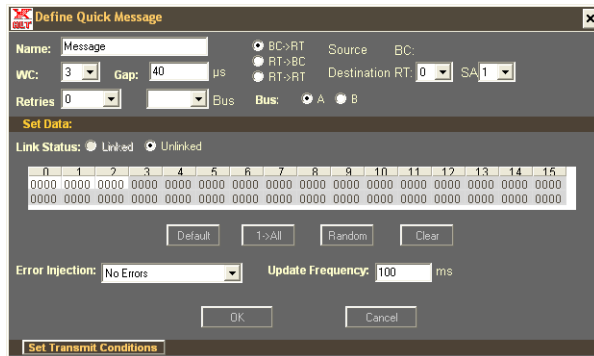 Define Quick Message
Name: Message BC->RT Source BC:
RT->BC
WC: 3 Gap: 40 µs RT->RT Destination RT: 0 SA 1
Retries 0 Bus Bus: A B
Set Data:
Link Status: Linked Unlinked
0 1 2 3 4 5 6 7 8 9 10 11 12 13 14 15
0000 0000 0000 0000 0000 0000 0000 0000 0000 0000 0000 0000 0000 0000 0000 0000
0000 0000 0000 0000 0000 0000 0000 0000 0000 0000 0000 0000 0000 0000 0000 0000
Default 1->All Random Clear
Error Injection: No Errors Update Frequency: 100 ms
OK Cancel
Set Transmit Conditions